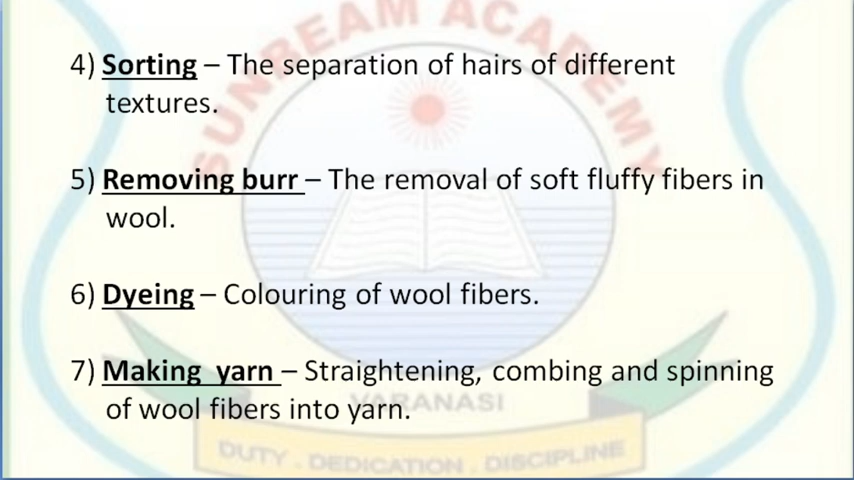 SUNBEAM ACADEMY
4) Sorting – The separation of hairs of different
textures.
5) Removing burr – The removal of soft fluffy fibers in
wool.
6) Dyeing – Colouring of wool fibers.
7) Making yarn – Straightening, combing and spinning
of wool fibers into yarn.
VARANASI
DUTY . DEDICATION . DISCIPLINE